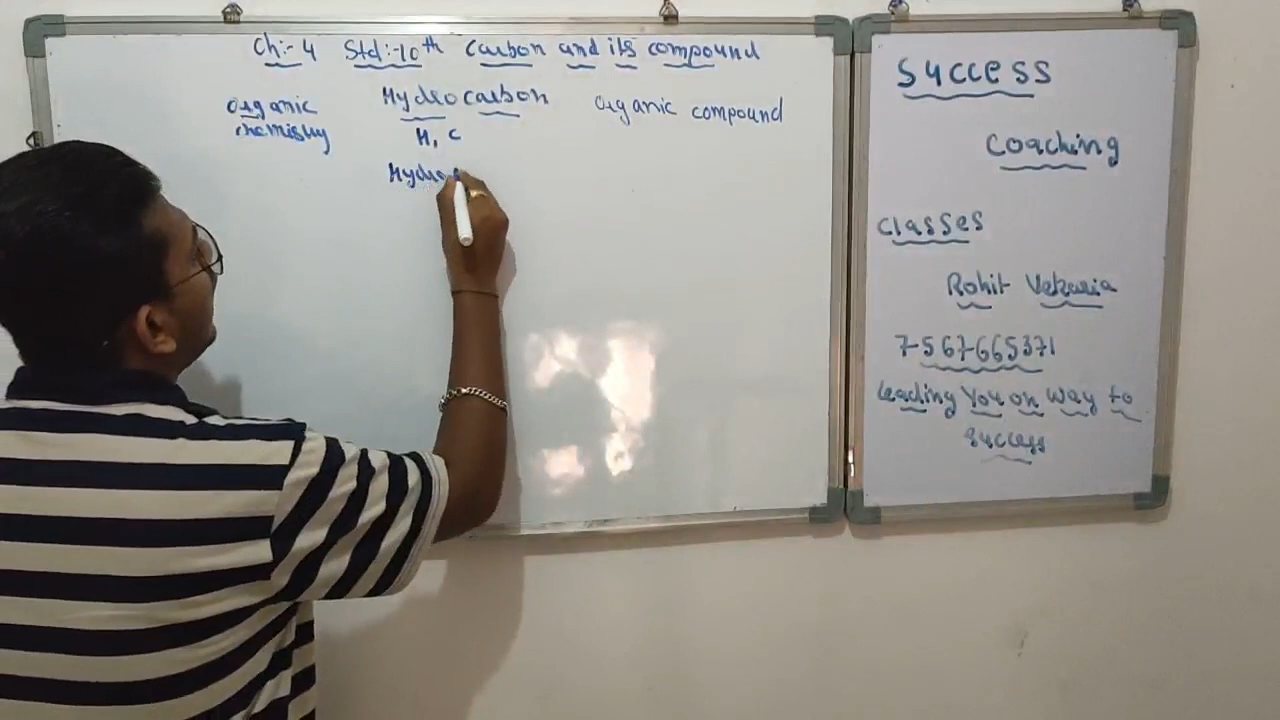 Ch:- 4 Std:-10th Carbon and its compound
Organic chemistry
Hydrocarbon
H, C
Organic compound
Hydro
Success
Coaching
Classes
Rohit Vekaria
7567665371
Leading You on way to
Success